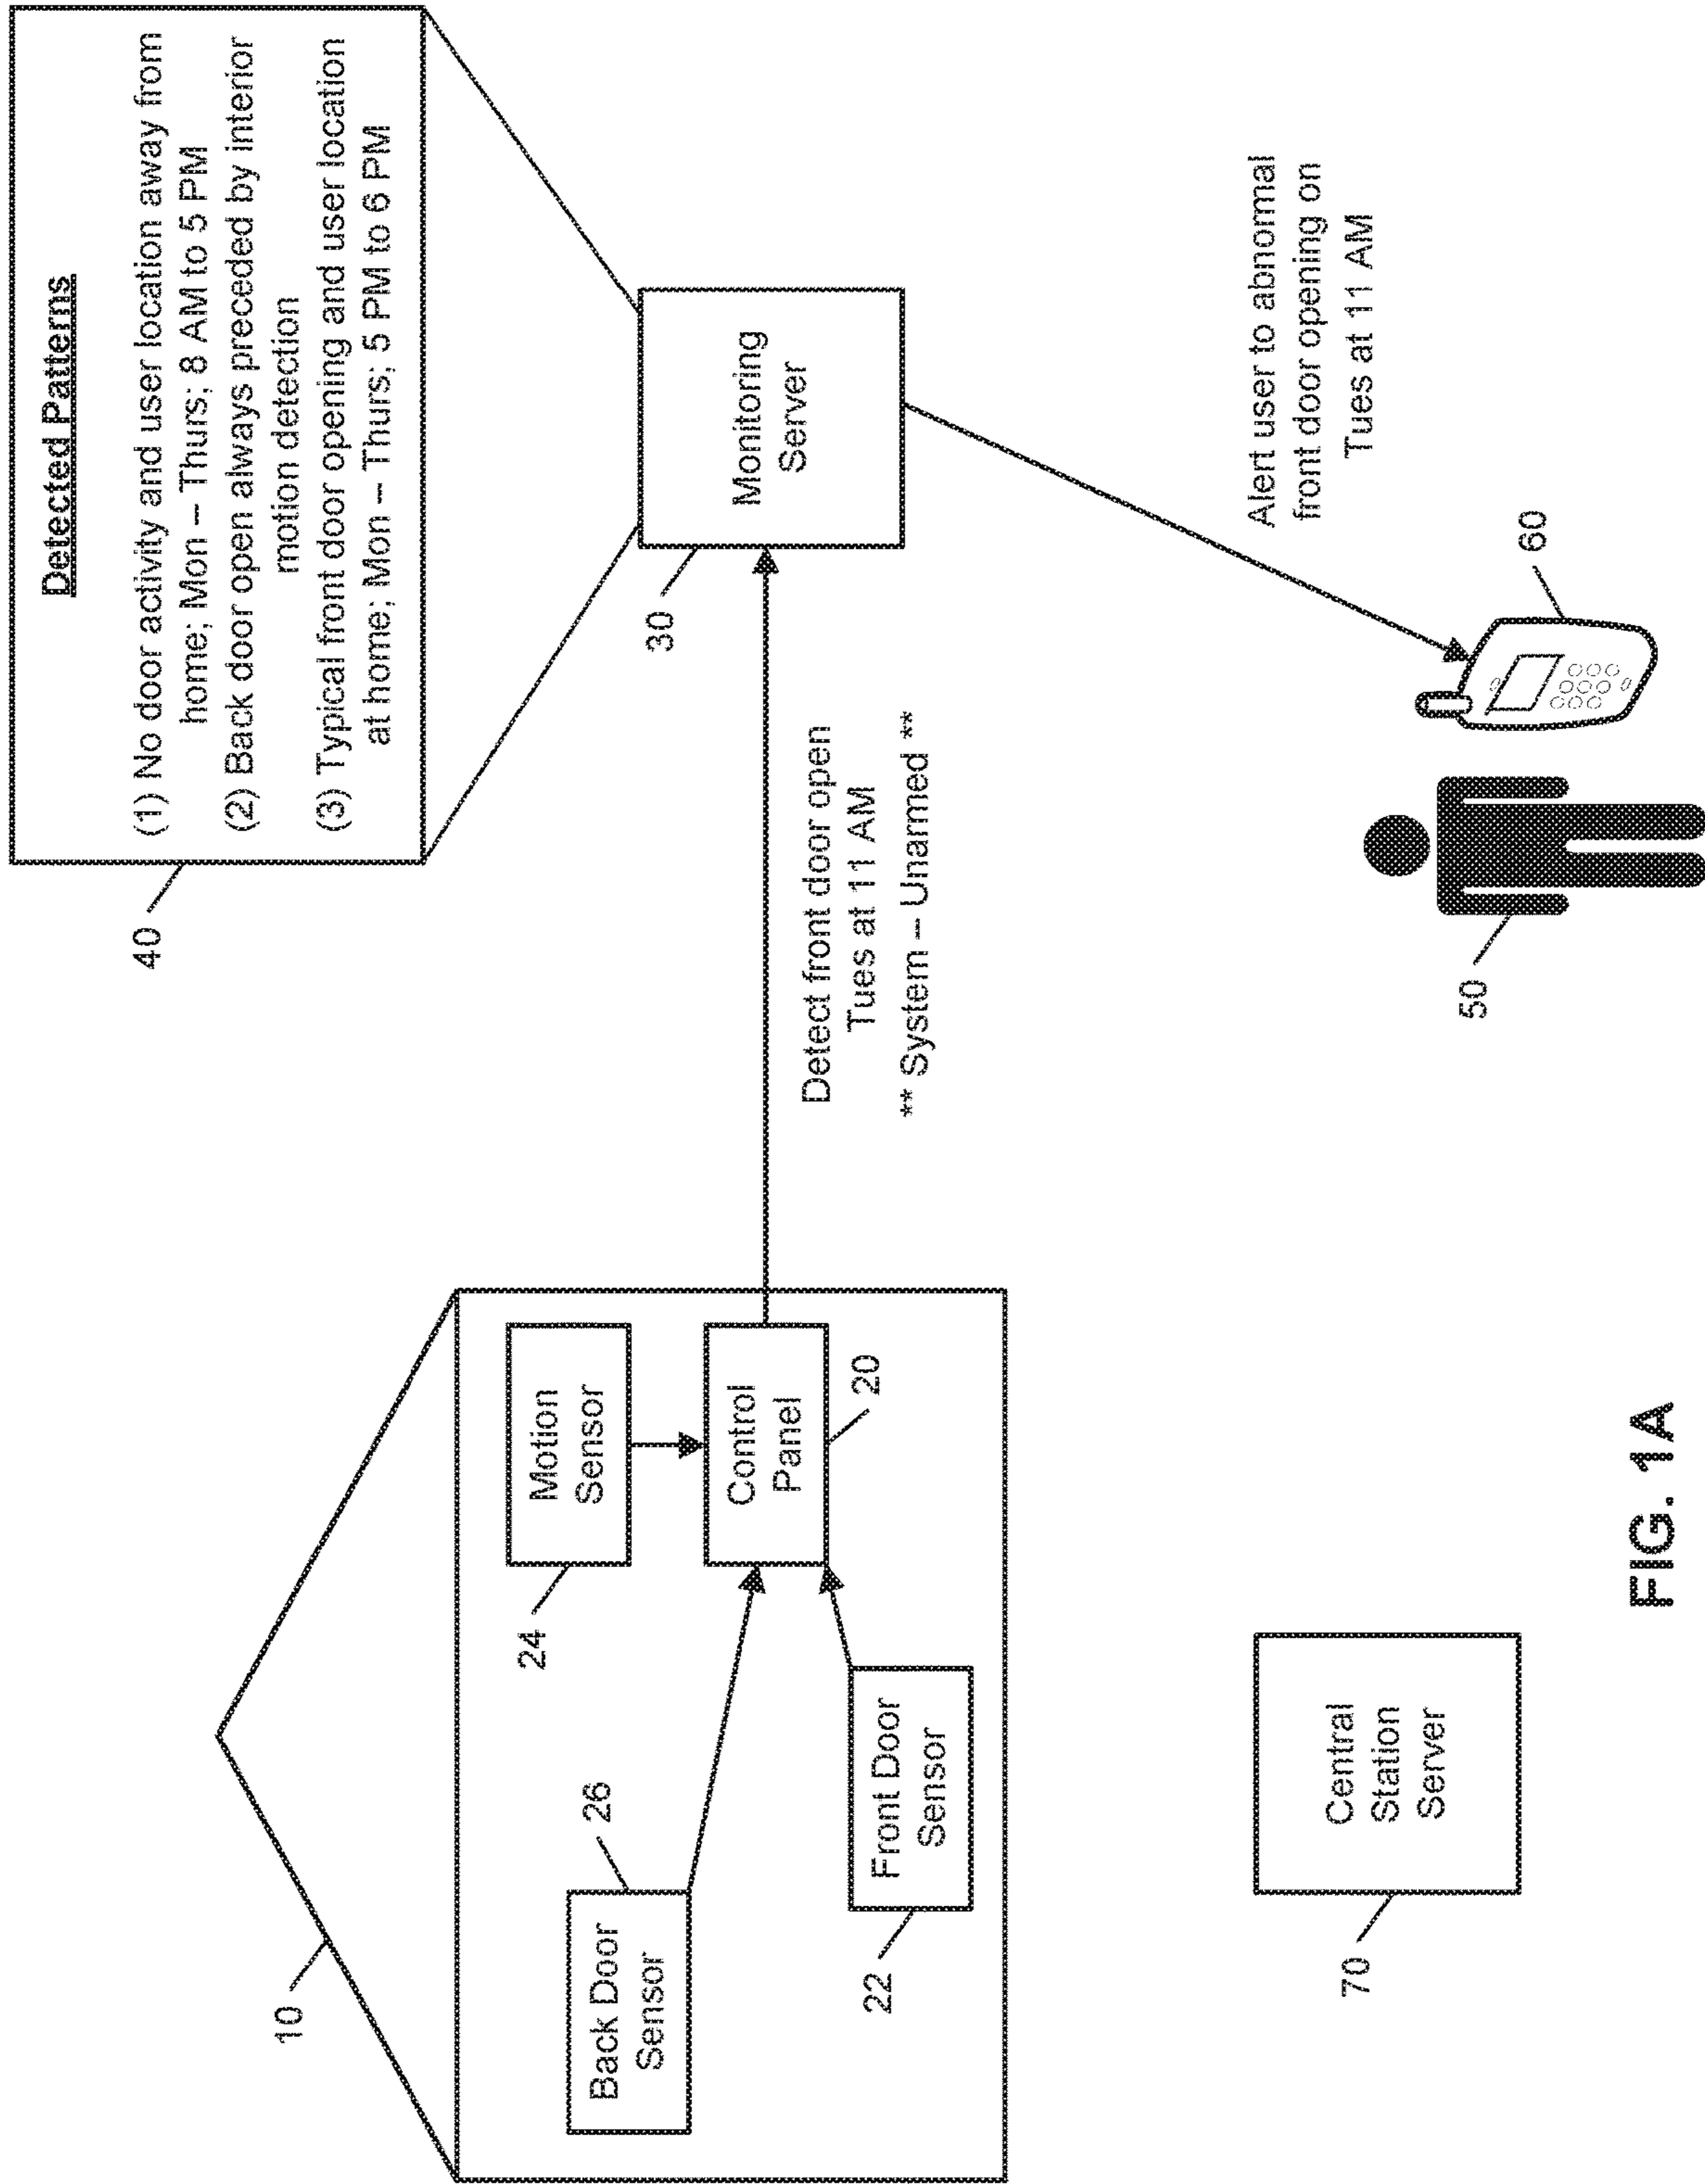 Detected Patterns
(1) No door activity and user location away from
home; Mon – Thurs; 8 AM to 5 PM
(2) Back door open always preceded by interior
motion detection
(3) Typical front door opening and user location
at home; Mon – Thurs; 5 PM to 6 PM
40
10
Motion
Sensor
24
Back Door
Sensor
26
Control
Panel
20
Front Door
Sensor
22
Monitoring
Server
30
Detect front door open
Tues at 11 AM
** System – Unarmed **
Alert user to abnormal
front door opening on
Tues at 11 AM
Central
Station
Server
70
50
60
FIG. 1A